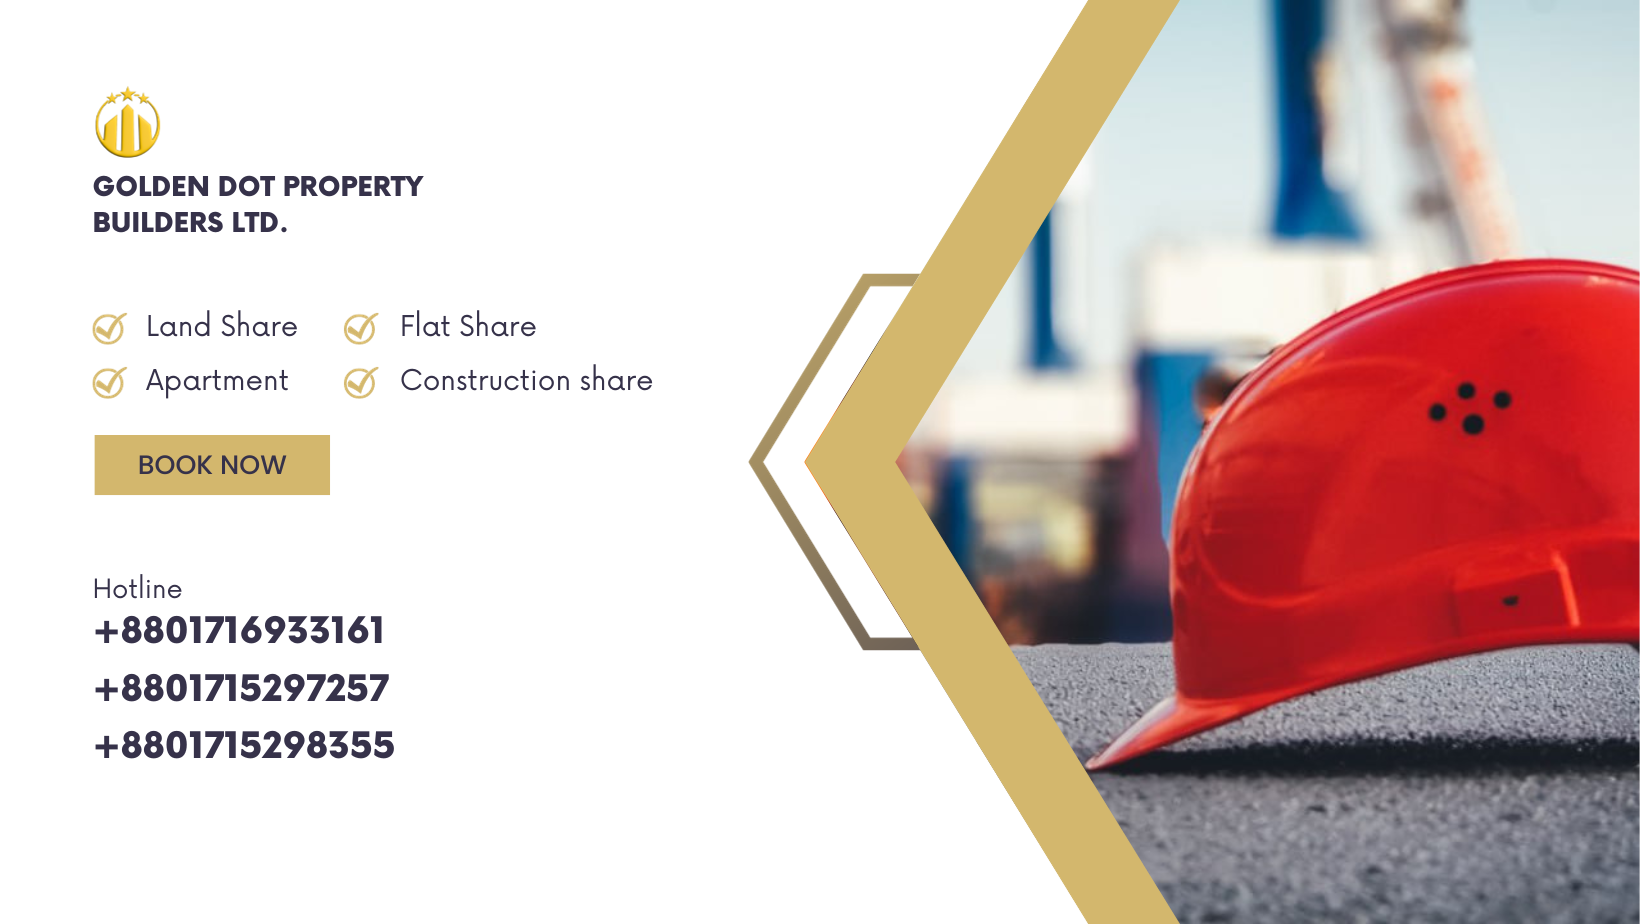 GOLDEN DOT PROPERTY
BUILDERS LTD.
Land Share
Flat Share
Apartment
Construction share
BOOK NOW
Hotline
+8801716933161
+8801715297257
+8801715298355